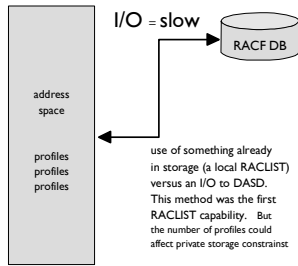 I/O = slow
RACF DB
address
space
profiles
profiles
profiles
use of something already
in storage (a local RACLIST)
versus an I/O to DASD.
This method was the first
RACLIST capability. But
the number of profiles could
affect private storage constrainst